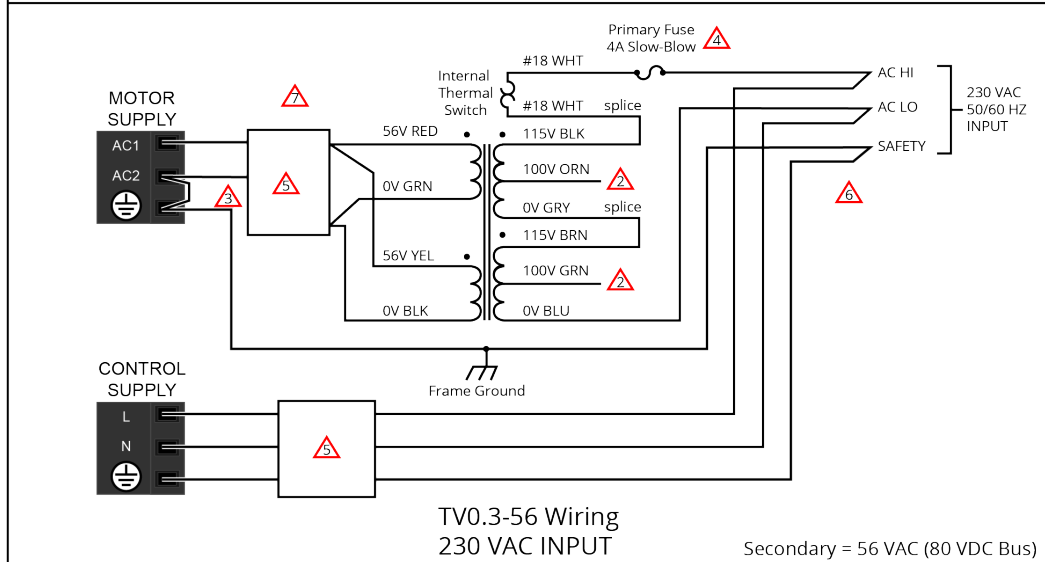 Primary Fuse
4A Slow-Blow
4
#18 WHT
Internal
Thermal
Switch
#18 WHT
splice
AC HI
AC LO
SAFETY
230 VAC
50/60 HZ
INPUT
7
MOTOR
SUPPLY
AC1
AC2
3
5
56V RED
0V GRN
56V YEL
0V BLK
115V BLK
100V ORN
2
0V GRY
splice
115V BRN
100V GRN
2
0V BLU
6
Frame Ground
CONTROL
SUPPLY
L
N
5
TV0.3-56 Wiring
230 VAC INPUT
Secondary = 56 VAC (80 VDC Bus)